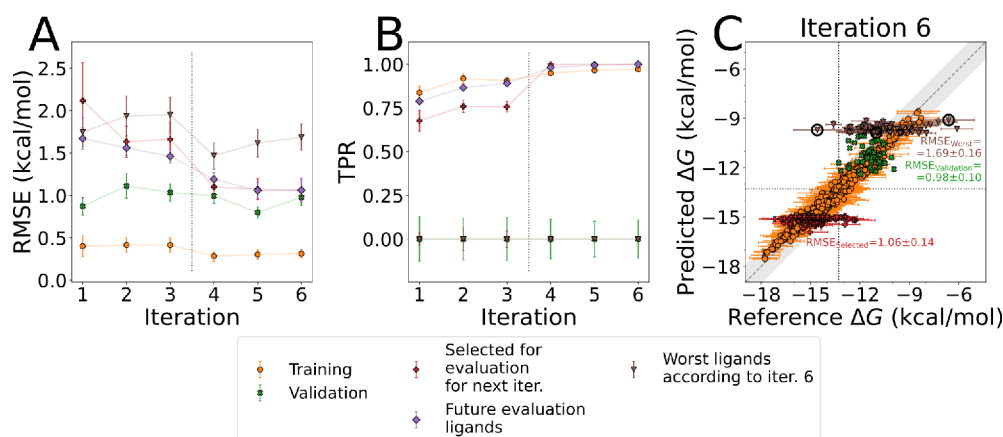 A
RMSE (kcal/mol)
2.5
2.0
1.5
1.0
0.5
0.0
1 2 3 4 5 6
Iteration
B
TPR
1.00
0.75
0.50
0.25
0.00
1 2 3 4 5 6
Iteration
C
Iteration 6
Predicted ΔG (kcal/mol)
−6
−9
−12
−15
−18
RMSEWorst=
=1.69±0.16
RMSEValidation=
=0.98±0.10
RMSESelected=1.06±0.14
−18 −15 −12 −9 −6
Reference ΔG (kcal/mol)
Training
Validation
Selected for
evaluation
for next iter.
Future evaluation
ligands
Worst ligands
according to iter. 6